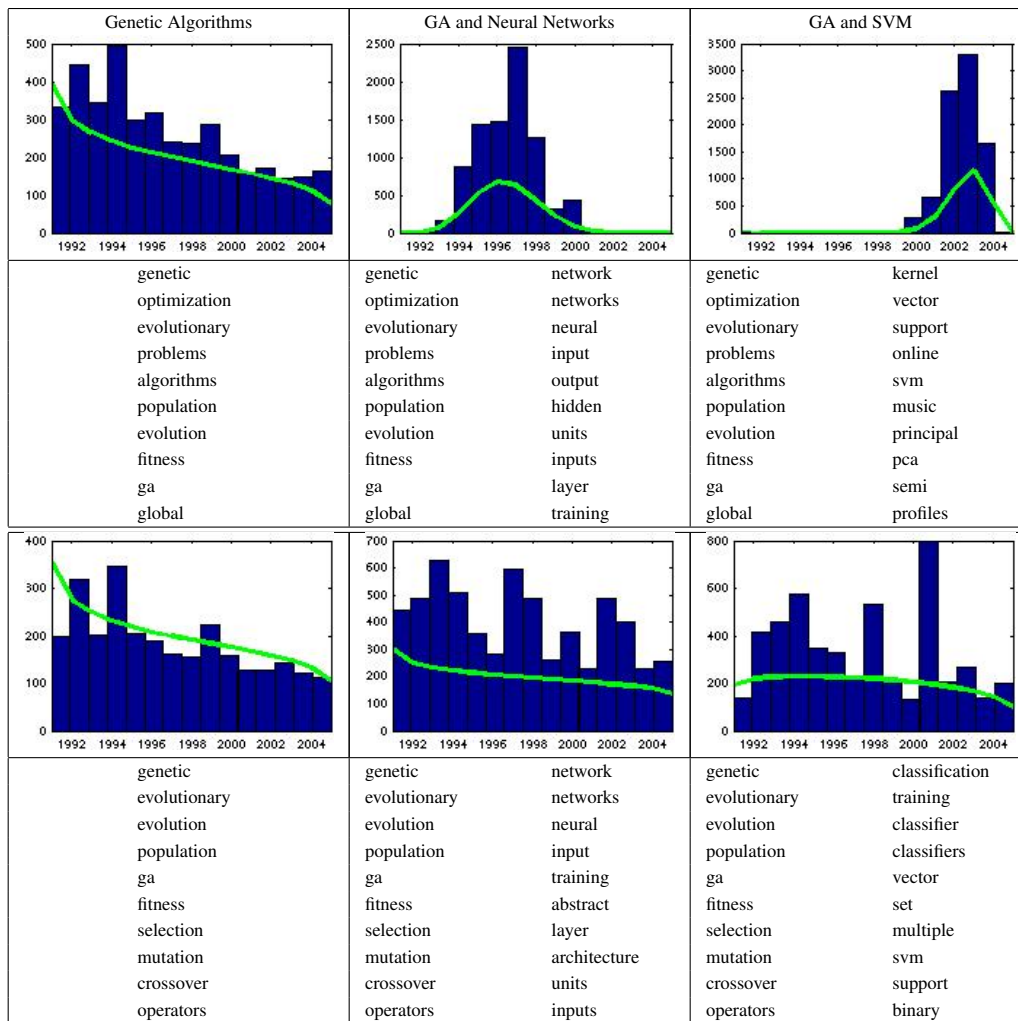 Genetic Algorithms GA and Neural Networks GA and SVM
500 2500 3500
3000
400 2000
2500
300 1500 2000
200 1000 1500
1000
100 500
500
0 0 0
1992 1994 1996 1998 2000 2002 2004 1992 1994 1996 1998 2000 2002 2004 1992 1994 1996 1998 2000 2002 2004
genetic genetic network genetic kernel
optimization optimization networks optimization vector
evolutionary evolutionary neural evolutionary support
problems problems input problems online
algorithms algorithms output algorithms svm
population population hidden population music
evolution evolution units evolution principal
fitness fitness inputs fitness pca
ga ga layer ga semi
global global training global profiles
400 700 800
600
300 500 600
400
200 400
300
100 200 200
100
0 0 0
1992 1994 1996 1998 2000 2002 2004 1992 1994 1996 1998 2000 2002 2004 1992 1994 1996 1998 2000 2002 2004
genetic genetic network genetic classification
evolutionary evolutionary networks evolutionary training
evolution evolution neural evolution classifier
population population input population classifiers
ga ga training ga vector
fitness fitness abstract fitness set
selection selection layer selection multiple
mutation mutation architecture mutation svm
crossover crossover units crossover support
operators operators inputs operators binary